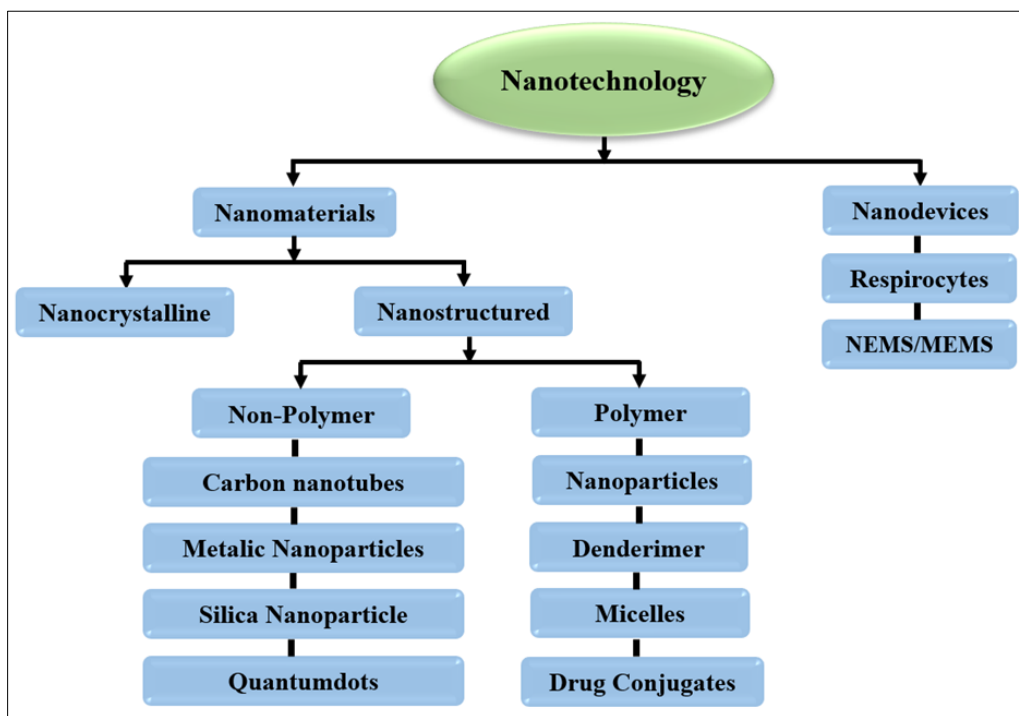 Nanotechnology
Nanomaterials
Nanodevices
Nanocrystalline
Nanostructured
Respirocytes
NEMS/MEMS
Non-Polymer
Polymer
Carbon nanotubes
Nanoparticles
Metalic Nanoparticles
Denderimer
Silica Nanoparticle
Micelles
Quantumdots
Drug Conjugates